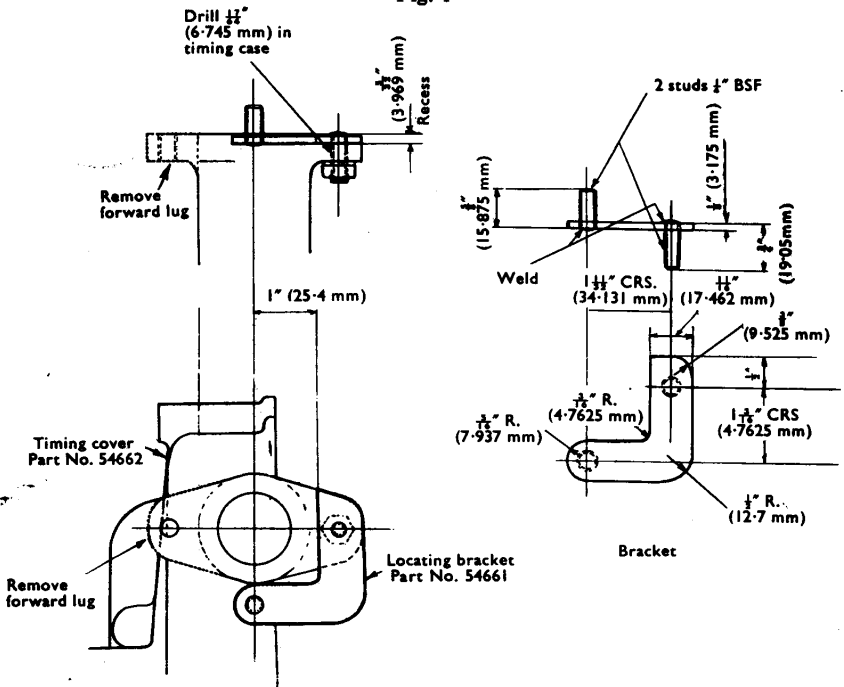 Drill 17/64"
(6·745 mm) in
timing case
5/32"
(3·969 mm)
Recess
Remove
forward lug
1" (25·4 mm)
Timing cover
Part No. 54662
Remove
forward lug
Locating bracket
Part No. 54661
2 studs ¼" BSF
⅛" (3·175 mm)
⅝"
(15·875 mm)
¾"
(19·05mm)
Weld
1 11/32" CRS.
(34·131 mm)
11/16"
(17·462 mm)
⅜"
(9·525 mm)
½"
3/16" R.
(4·7625 mm)
5/16" R.
(7·937 mm)
1 3/16" CRS
(4·7625 mm)
½" R.
(12·7 mm)
Bracket